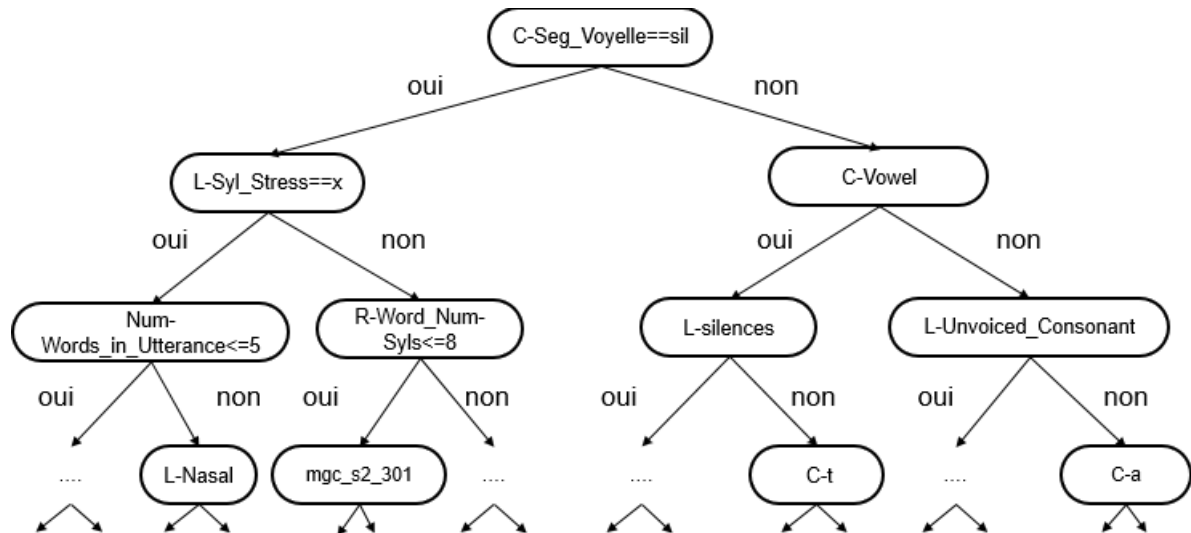 C-Seg_Voyelle==sil
oui
non
L-Syl_Stress==x
C-Vowel
oui
non
oui
non
Num-
Words_in_Utterance<=5
R-Word_Num-
Syls<=8
L-silences
L-Unvoiced_Consonant
oui
non
oui
non
oui
non
oui
non
....
L-Nasal
mgc_s2_301
....
....
C-t
....
C-a